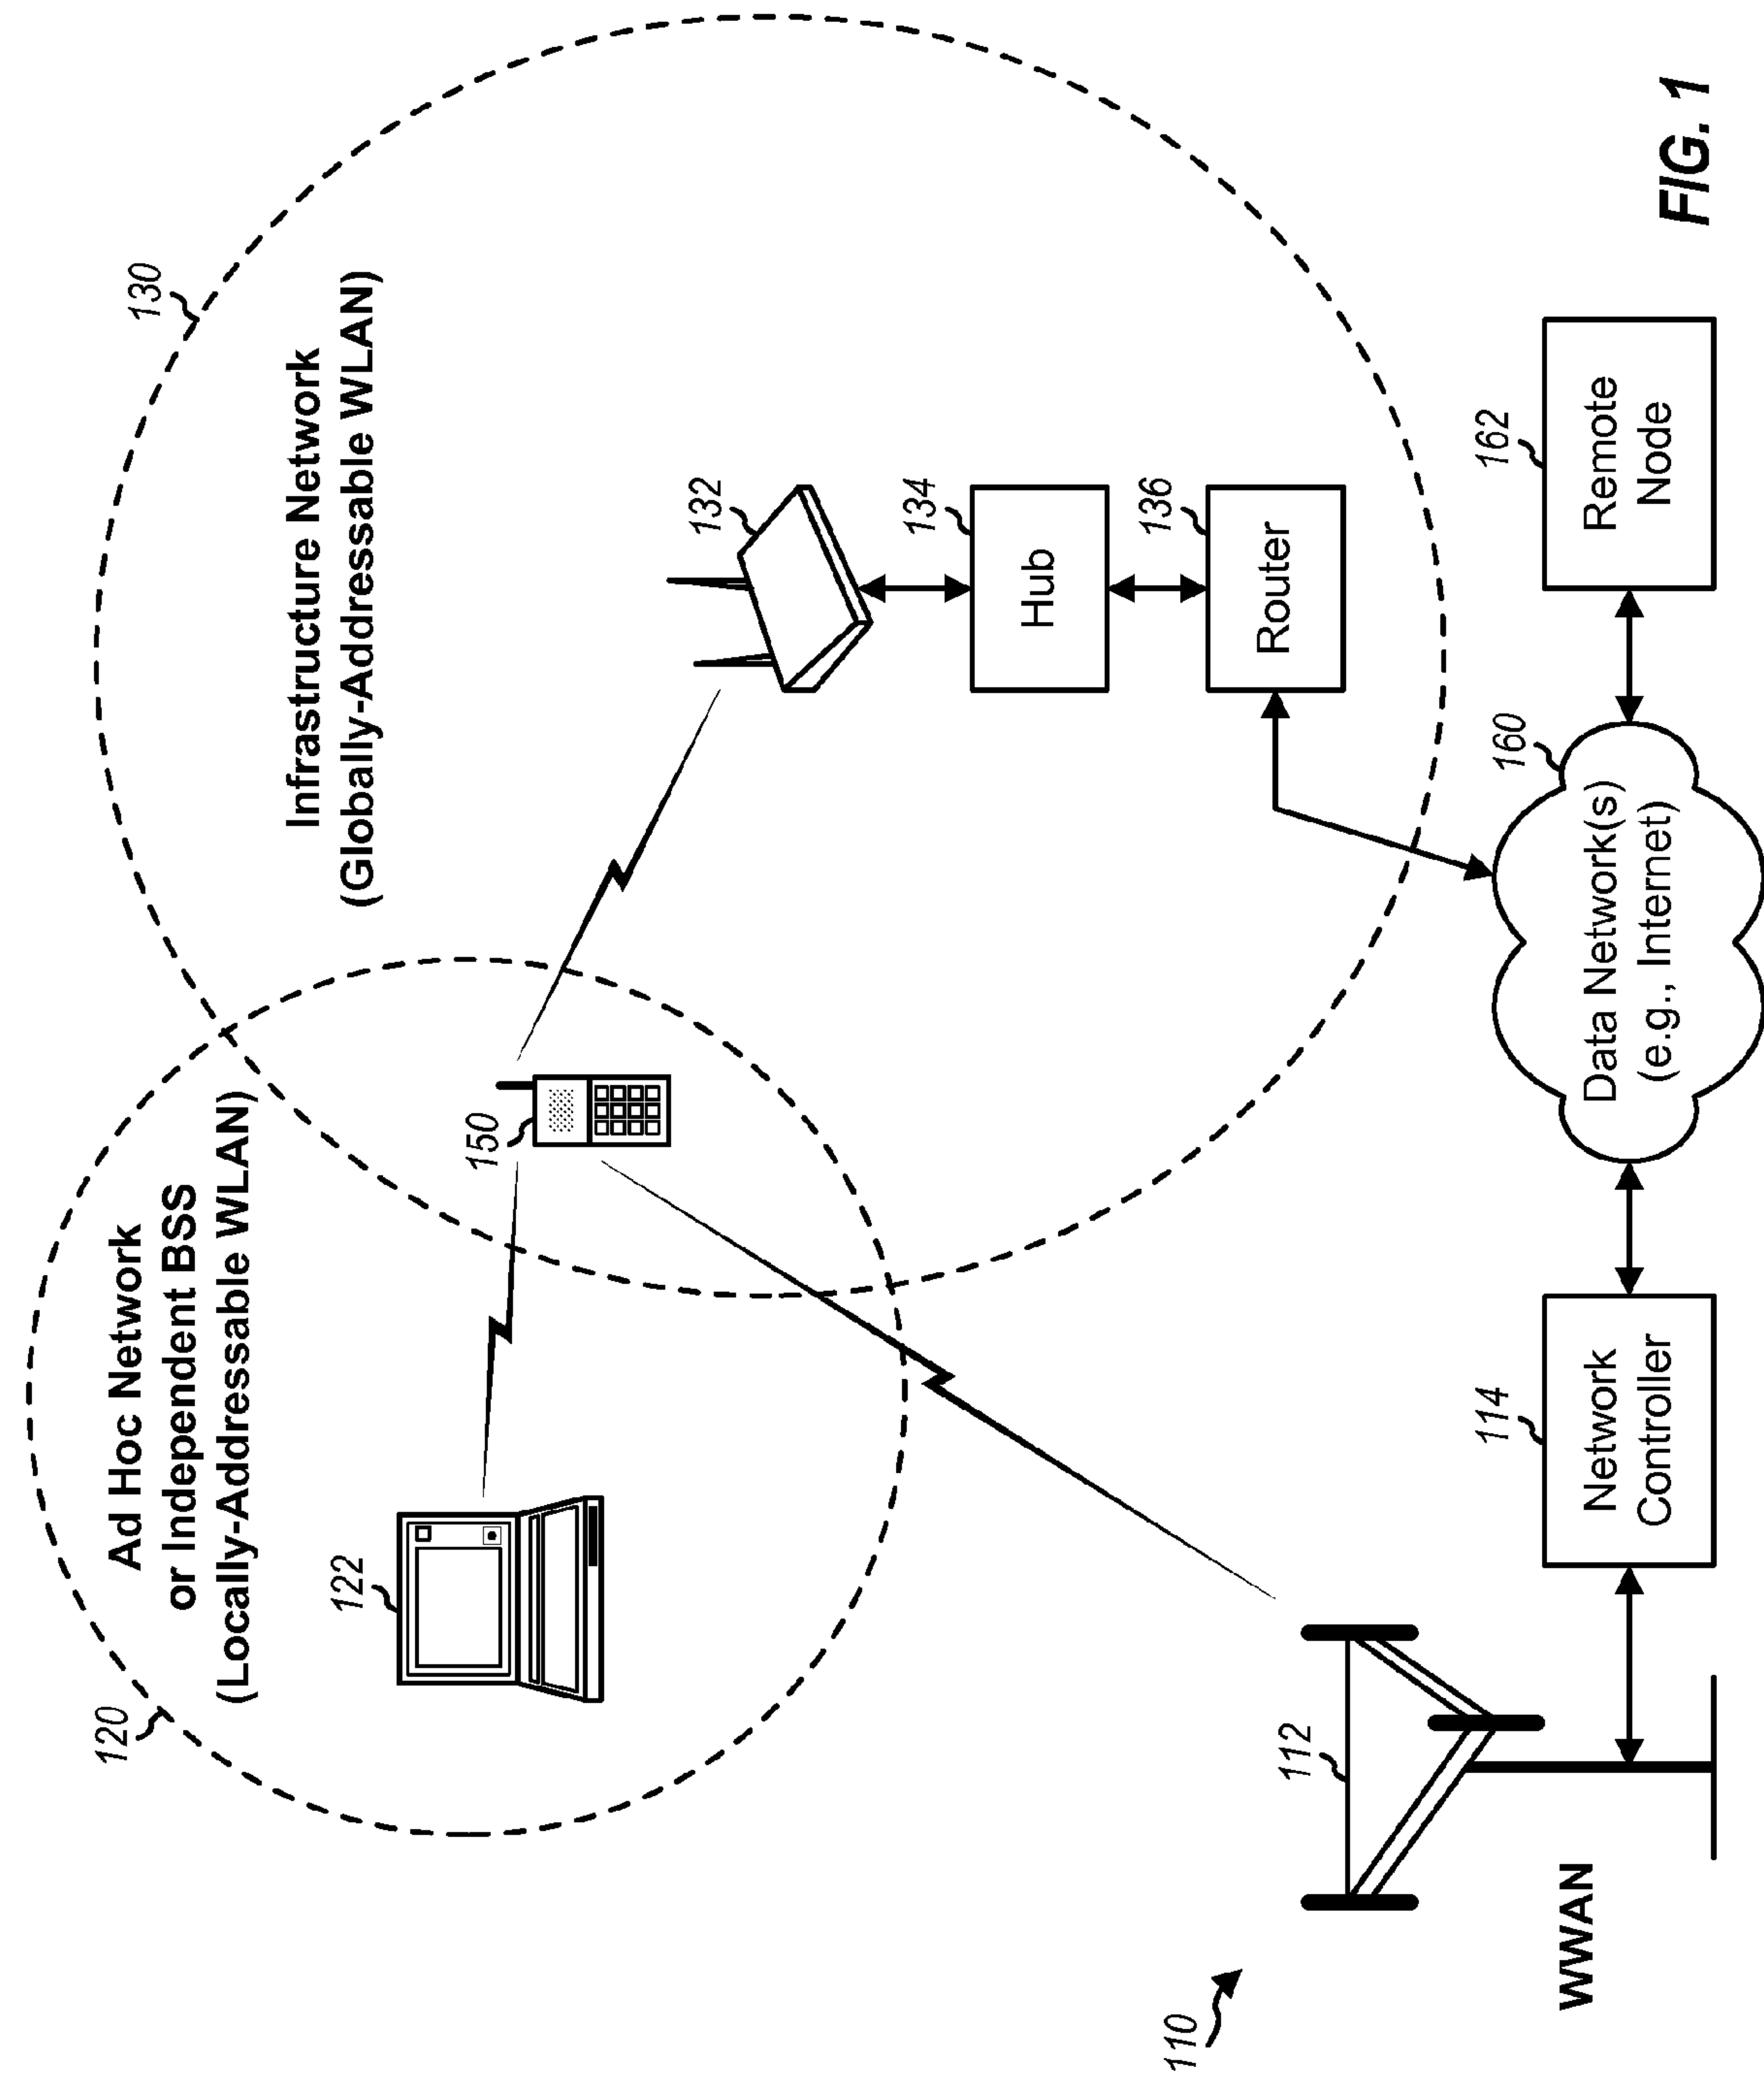 120
Ad Hoc Network
or Independent BSS
(Locally-Addressable WLAN)
130
Infrastructure Network
(Globally-Addressable WLAN)
122
150
132
134
Hub
136
Router
110
112
WWAN
114
Network
Controller
160
Data Network(s)
(e.g., Internet)
162
Remote
Node
FIG. 1